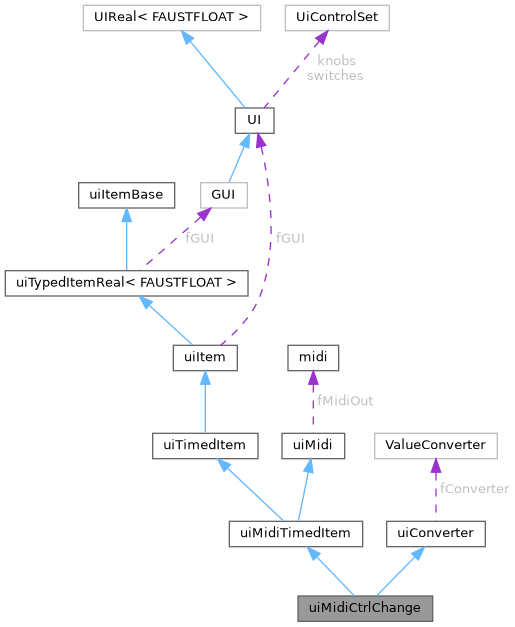 UIReal< FAUSTFLOAT >
UiControlSet
knobs
switches
UI
uiItemBase
GUI
fGUI
fGUI
uiTypedItemReal< FAUSTFLOAT >
uiItem
midi
fMidiOut
uiTimedItem
uiMidi
ValueConverter
fConverter
uiMidiTimedItem
uiConverter
uiMidiCtrlChange